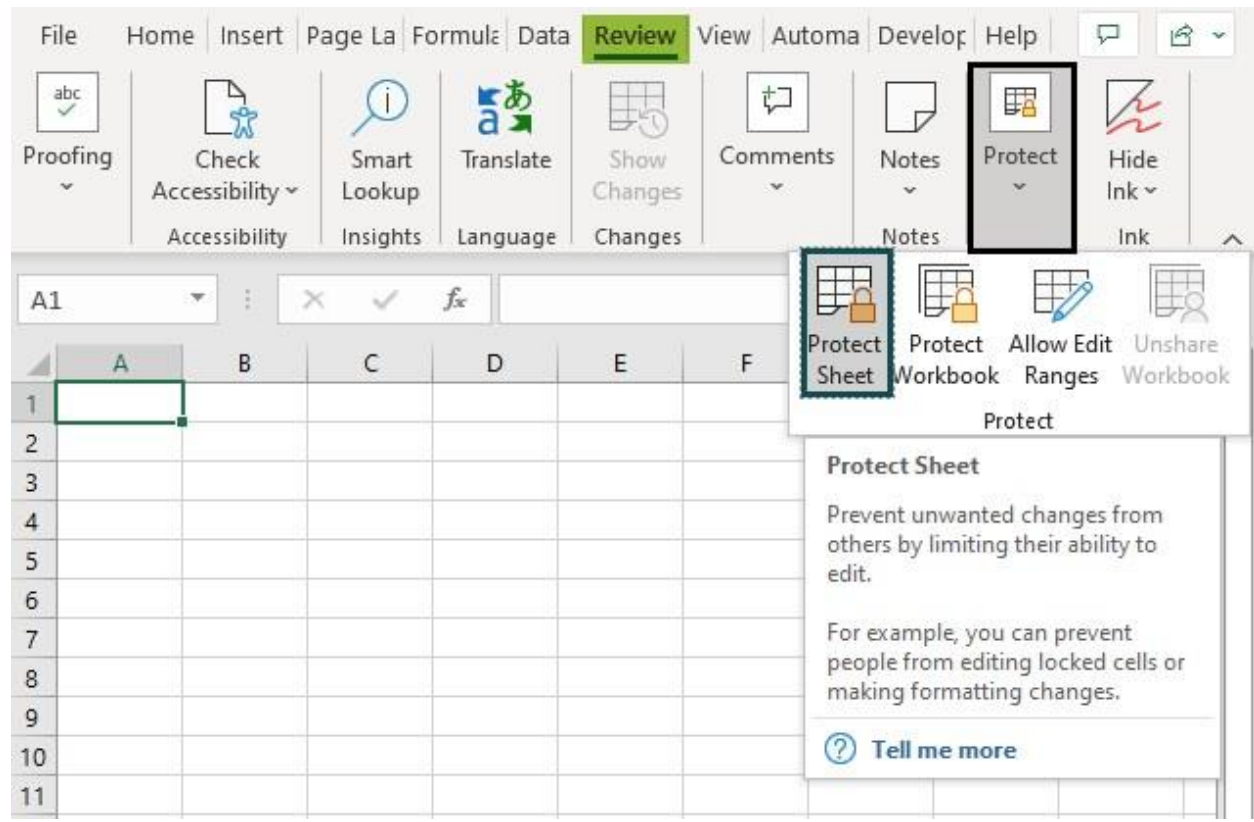 File Home Insert Page La Formula Data Review View Automa Develop Help
abc
あ
a
Proofing
Check
Accessibility
Smart
Lookup
Translate
Show
Changes
Comments
Notes
Protect
Hide
Ink
Accessibility Insights Language Changes Notes Ink
A1 fx
Protect
Sheet
Protect
Workbook
Allow Edit
Ranges
Unshare
Workbook
Protect
A B C D E F
1
2
3
4
5
6
7
8
9
10
11
Protect Sheet
Prevent unwanted changes from
others by limiting their ability to
edit.
For example, you can prevent
people from editing locked cells or
making formatting changes.
? Tell me more